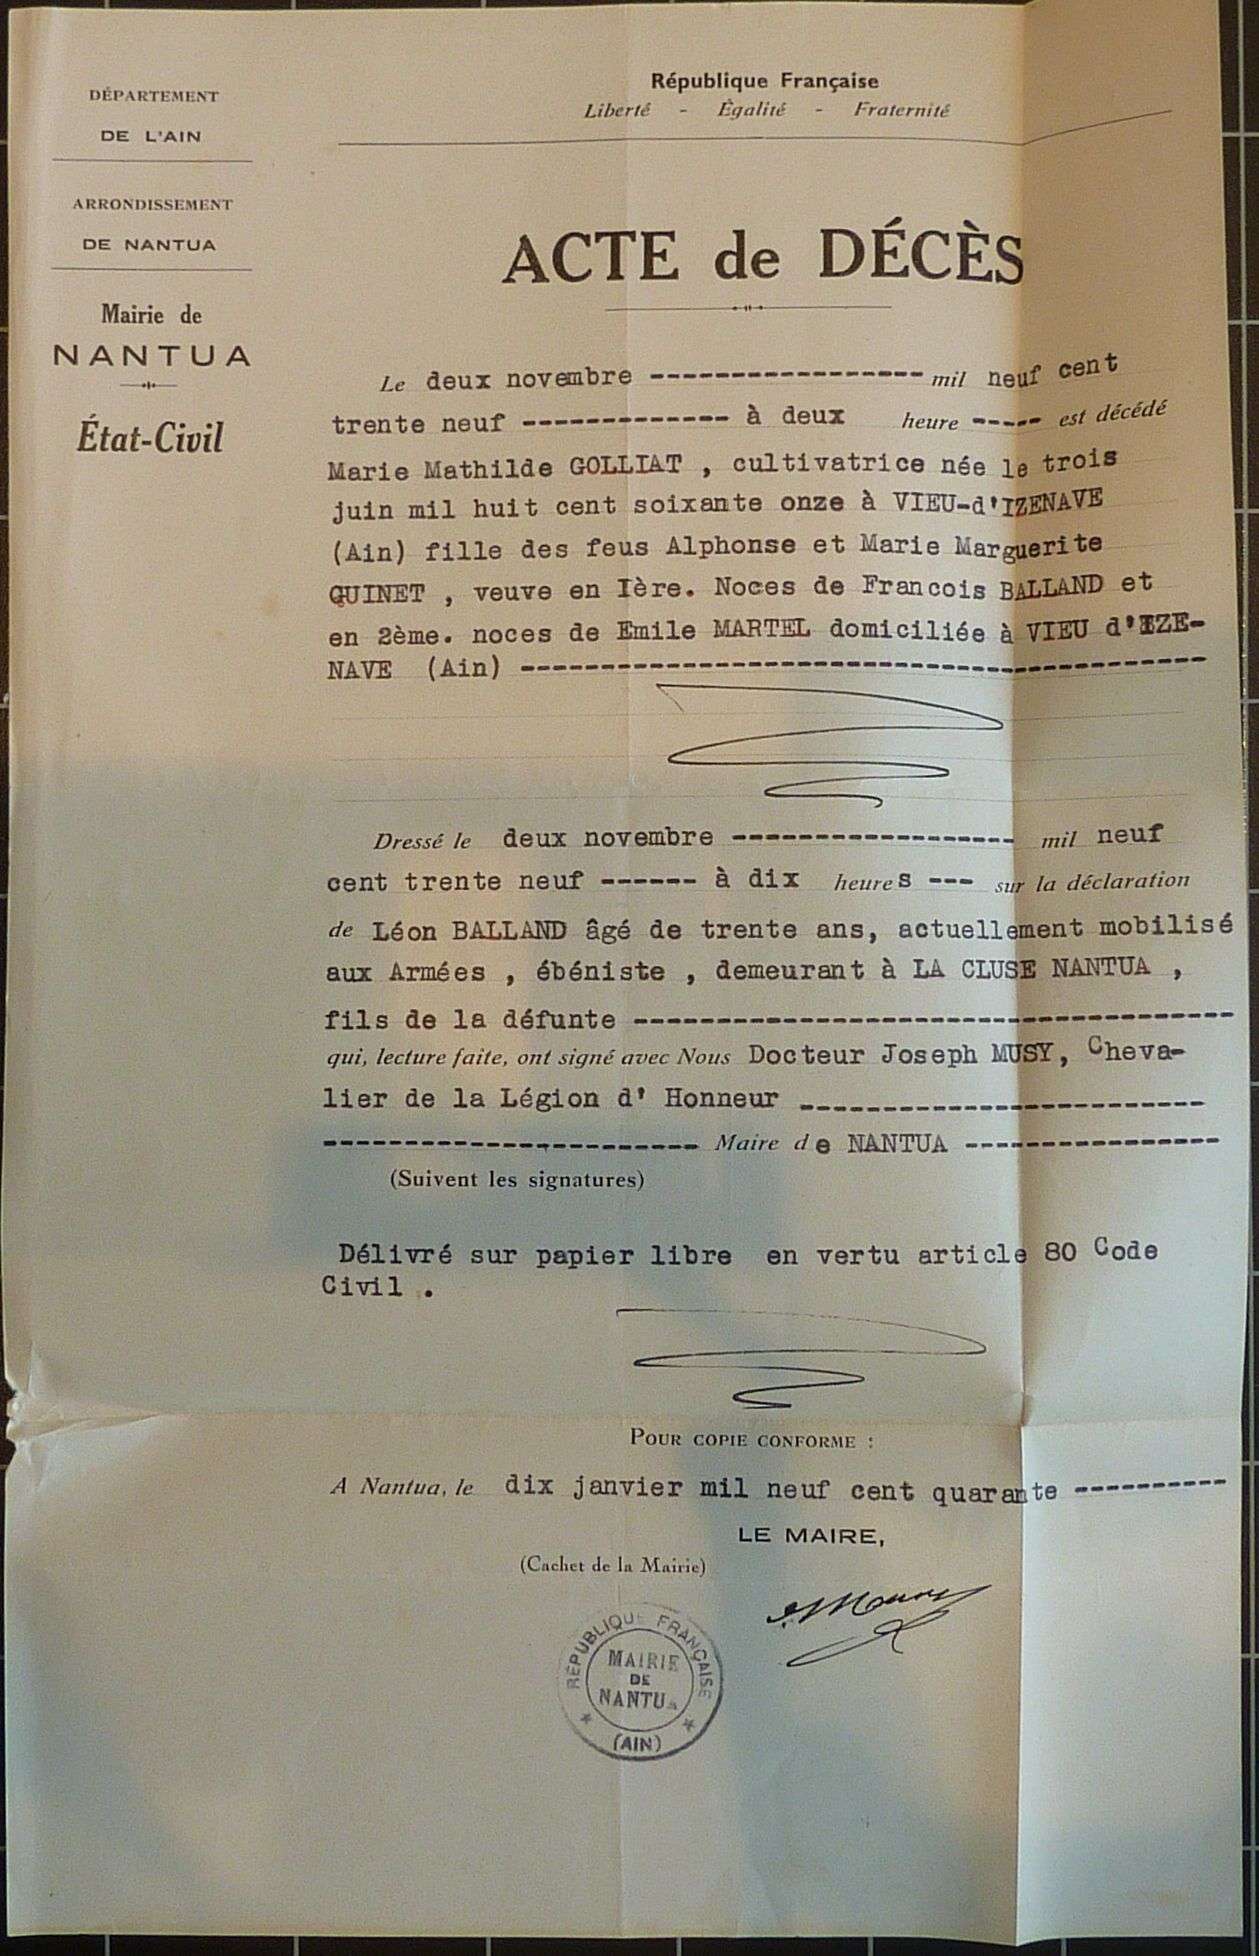 DÉPARTEMENT
DE L'AIN
ARRONDISSEMENT
DE NANTUA
Mairie de
NANTUA
État-Civil
République Française
Liberté - Égalité - Fraternité
ACTE de DÉCÈS
Le deux novembre ----------------- mil neuf cent
trente neuf ------------- à deux heure ----- est décédé
Marie Mathilde GOLLIAT , cultivatrice née le trois
juin mil huit cent soixante onze à VIEU-d'IZENAVE
(Ain) fille des feus Alphonse et Marie Marguerite
QUINET , veuve en Ière. Noces de Francois BALLAND et
en 2ème. noces de Emile MARTEL domiciliée à VIEU d'IZE-
NAVE (Ain) ------------------------------------------
Dressé le deux novembre ------------------ mil neuf
cent trente neuf ------ à dix heures --- sur la déclaration
de Léon BALLAND âgé de trente ans, actuellement mobilisé
aux Armées , ébéniste , demeurant à LA CLUSE NANTUA ,
fils de la défunte -------------------------------------
qui, lecture faite, ont signé avec Nous Docteur Joseph MUSY, Cheva-
lier de la Légion d' Honneur -------------------------
----------------------- Maire de NANTUA ----------------
(Suivent les signatures)
Délivré sur papier libre en vertu article 80 Code
Civil .
POUR COPIE CONFORME :
A Nantua, le dix janvier mil neuf cent quarante ----------
LE MAIRE,
(Cachet de la Mairie)
RÉPUBLIQUE FRANÇAISE
MAIRIE
DE
NANTUA
(AIN)